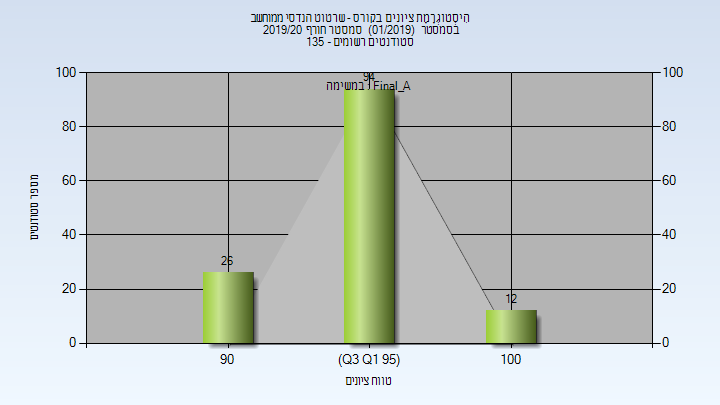 היסטוגרמת ציונים בקורס - שרטוט הנדסי ממוחשב
בסמסטר (01/2019) סמסטר חורף 2019/20
סטודנטים רשומים - 135
100 100
94
במשימה Final_A
80 80
מספר סטודנטים
60 60
40 40
26
20 20
12
0 0
90 (Q3 Q1 95) 100
טווח ציונים